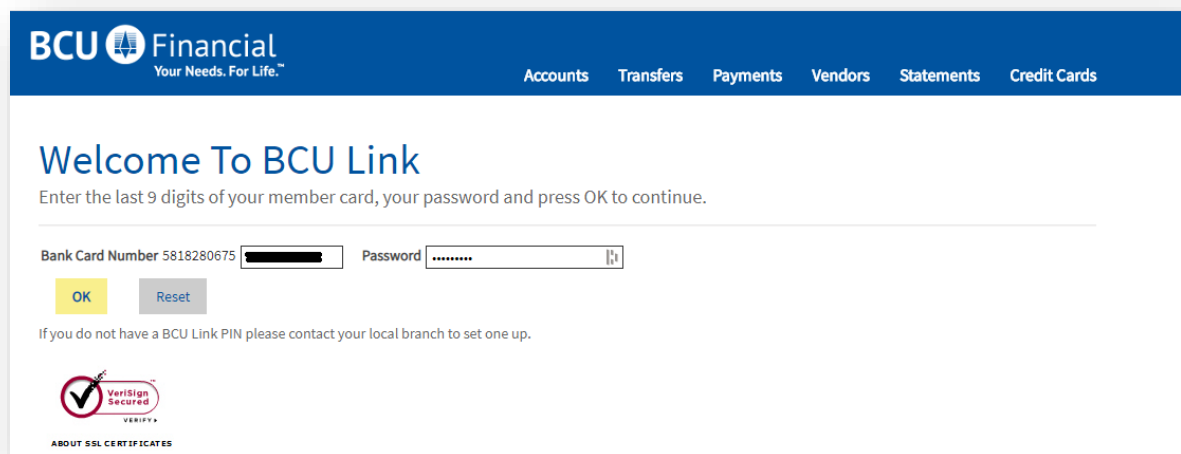 BCU Financial
Your Needs. For Life.™
Accounts Transfers Payments Vendors Statements Credit Cards
Welcome To BCU Link
Enter the last 9 digits of your member card, your password and press OK to continue.
Bank Card Number 5818280675 Password •••••••••
OK Reset
If you do not have a BCU Link PIN please contact your local branch to set one up.
VeriSign
Secured
VERIFY
ABOUT SSL CERTIFICATES